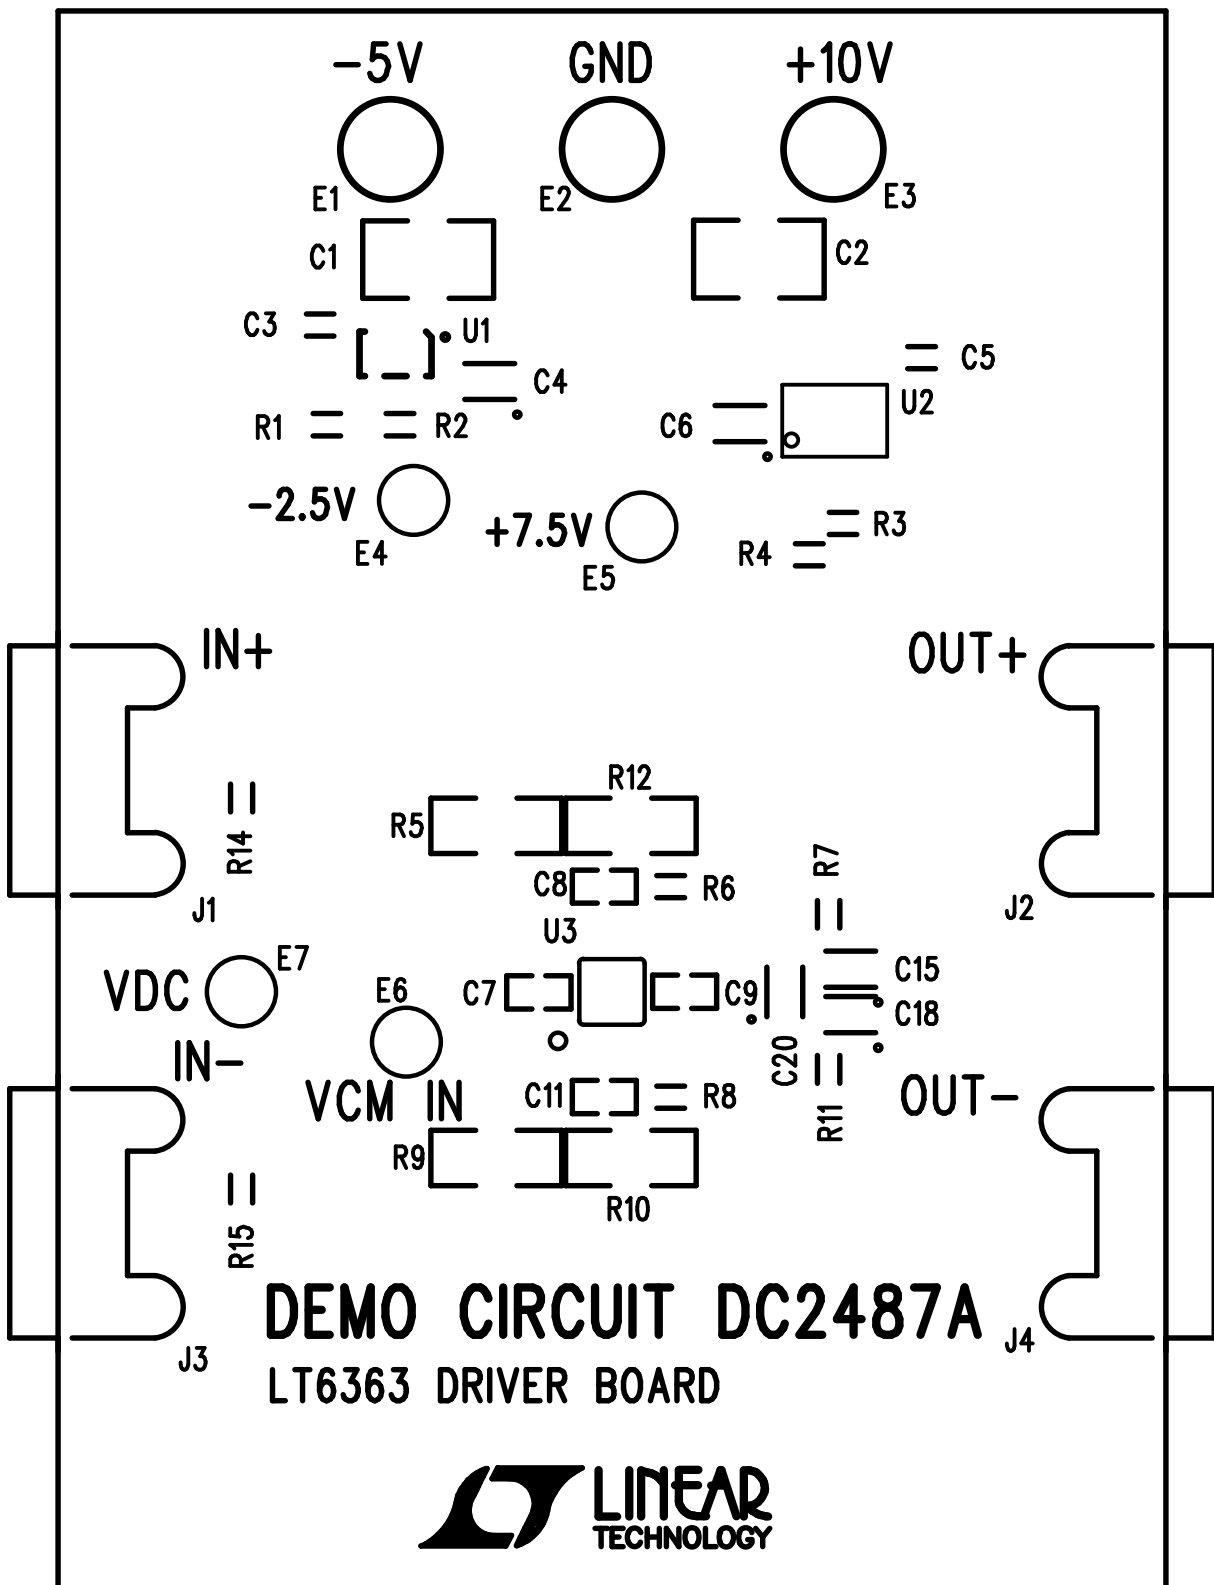 -5V GND +10V
E1 E2 E3
C1 C2
C3 U1
C4 C5
R1 R2 C6 U2
-2.5V +7.5V R3
E4 E5 R4
IN+ OUT+
R12
R5 R7
R14 C8 R6
J1 U3 J2
E7
VDC E6 C7 C9 C15
C18
IN- C20
VCM IN C11 R8 OUT-
R11
R9
R10
R15
DEMO CIRCUIT DC2487A
J3 J4
LT6363 DRIVER BOARD
LINEAR
TECHNOLOGY